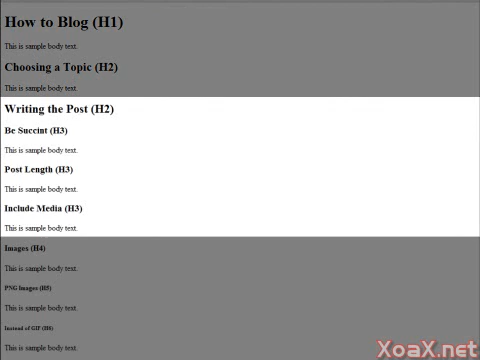 How to Blog (H1)
This is sample body text.
Choosing a Topic (H2)
This is sample body text.
Writing the Post (H2)
Be Succint (H3)
This is sample body text.
Post Length (H3)
This is sample body text.
Include Media (H3)
This is sample body text.
Images (H4)
This is sample body text.
PNG Images (H5)
This is sample body text.
Instead of GIF (H6)
This is sample body text.
XoaX.net